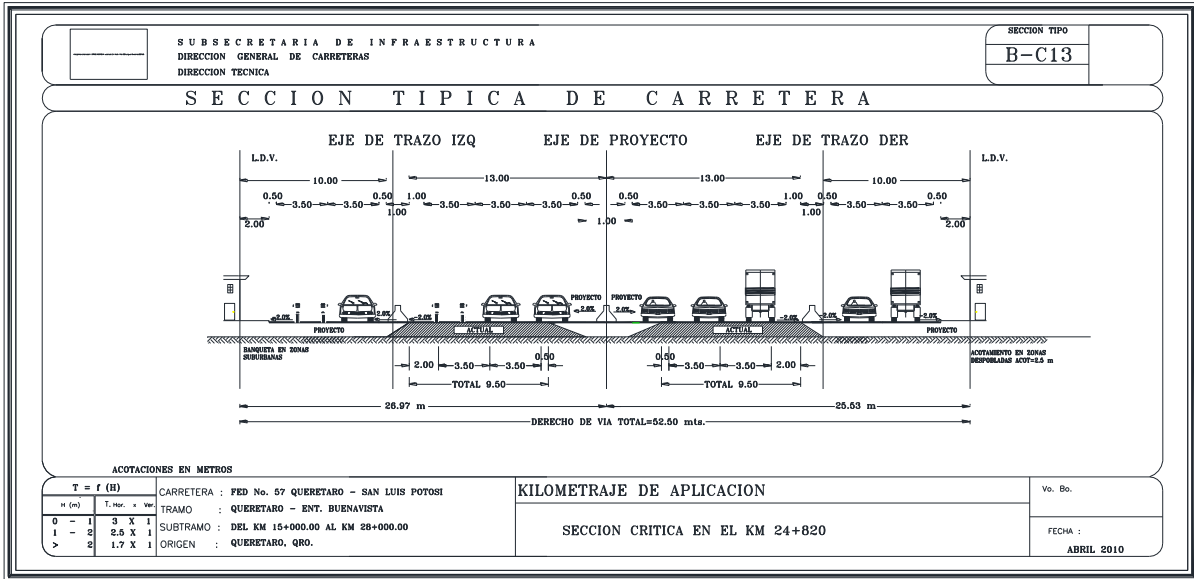 SUBSECRETARIA DE INFRAESTRUCTURA
DIRECCION GENERAL DE CARRETERAS
DIRECCION TECNICA
SECCION TIPO
B-C13
SECCION TIPICA DE CARRETERA
EJE DE TRAZO IZQ EJE DE PROYECTO EJE DE TRAZO DER
L.D.V. L.D.V.
10.00 13.00 13.00 10.00
0.50 3.50 3.50 0.50 1.00 3.50 3.50 3.50 0.50 0.50 3.50 3.50 3.50 1.00 0.50 3.50 3.50 0.50
2.00 1.00 1.00 1.00 2.00
PROYECTO PROYECTO
2.0% 2.0% -2.0% 2.0% 2.0% -2.0% -2.0% 2.0%
PROYECTO ACTUAL ACTUAL PROYECTO
BANQUETA EN ZONAS
SUBURBANAS
ACOTAMIENTO EN ZONAS
DESPOBLADAS ACOT=2.5 m
2.00 3.50 3.50 0.50 0.50 3.50 3.50 2.00
TOTAL 9.50 TOTAL 9.50
26.97 m 25.53 m
DERECHO DE VIA TOTAL=52.50 mts.
ACOTACIONES EN METROS
T = f (H)
H (m) T. Hor. x Ver.
0 - 1 3 X 1
1 - 2 2.5 X 1
> 2 1.7 X 1
CARRETERA : FED No. 57 QUERETARO - SAN LUIS POTOSI
TRAMO : QUERETARO - ENT. BUENAVISTA
SUBTRAMO : DEL KM 15+000.00 AL KM 28+000.00
ORIGEN : QUERETARO, QRO.
KILOMETRAJE DE APLICACION
SECCION CRITICA EN EL KM 24+820
Vo. Bo.
FECHA :
ABRIL 2010